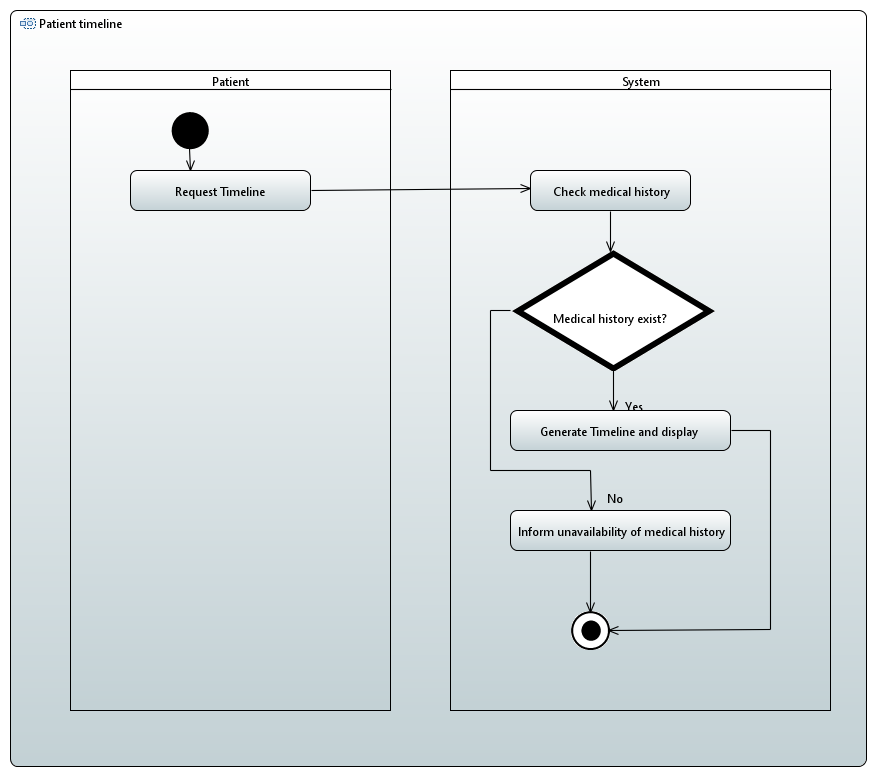 Patient timeline
Patient
System
Request Timeline
Check medical history
Medical history exist?
Yes
Generate Timeline and display
No
Inform unavailability of medical history